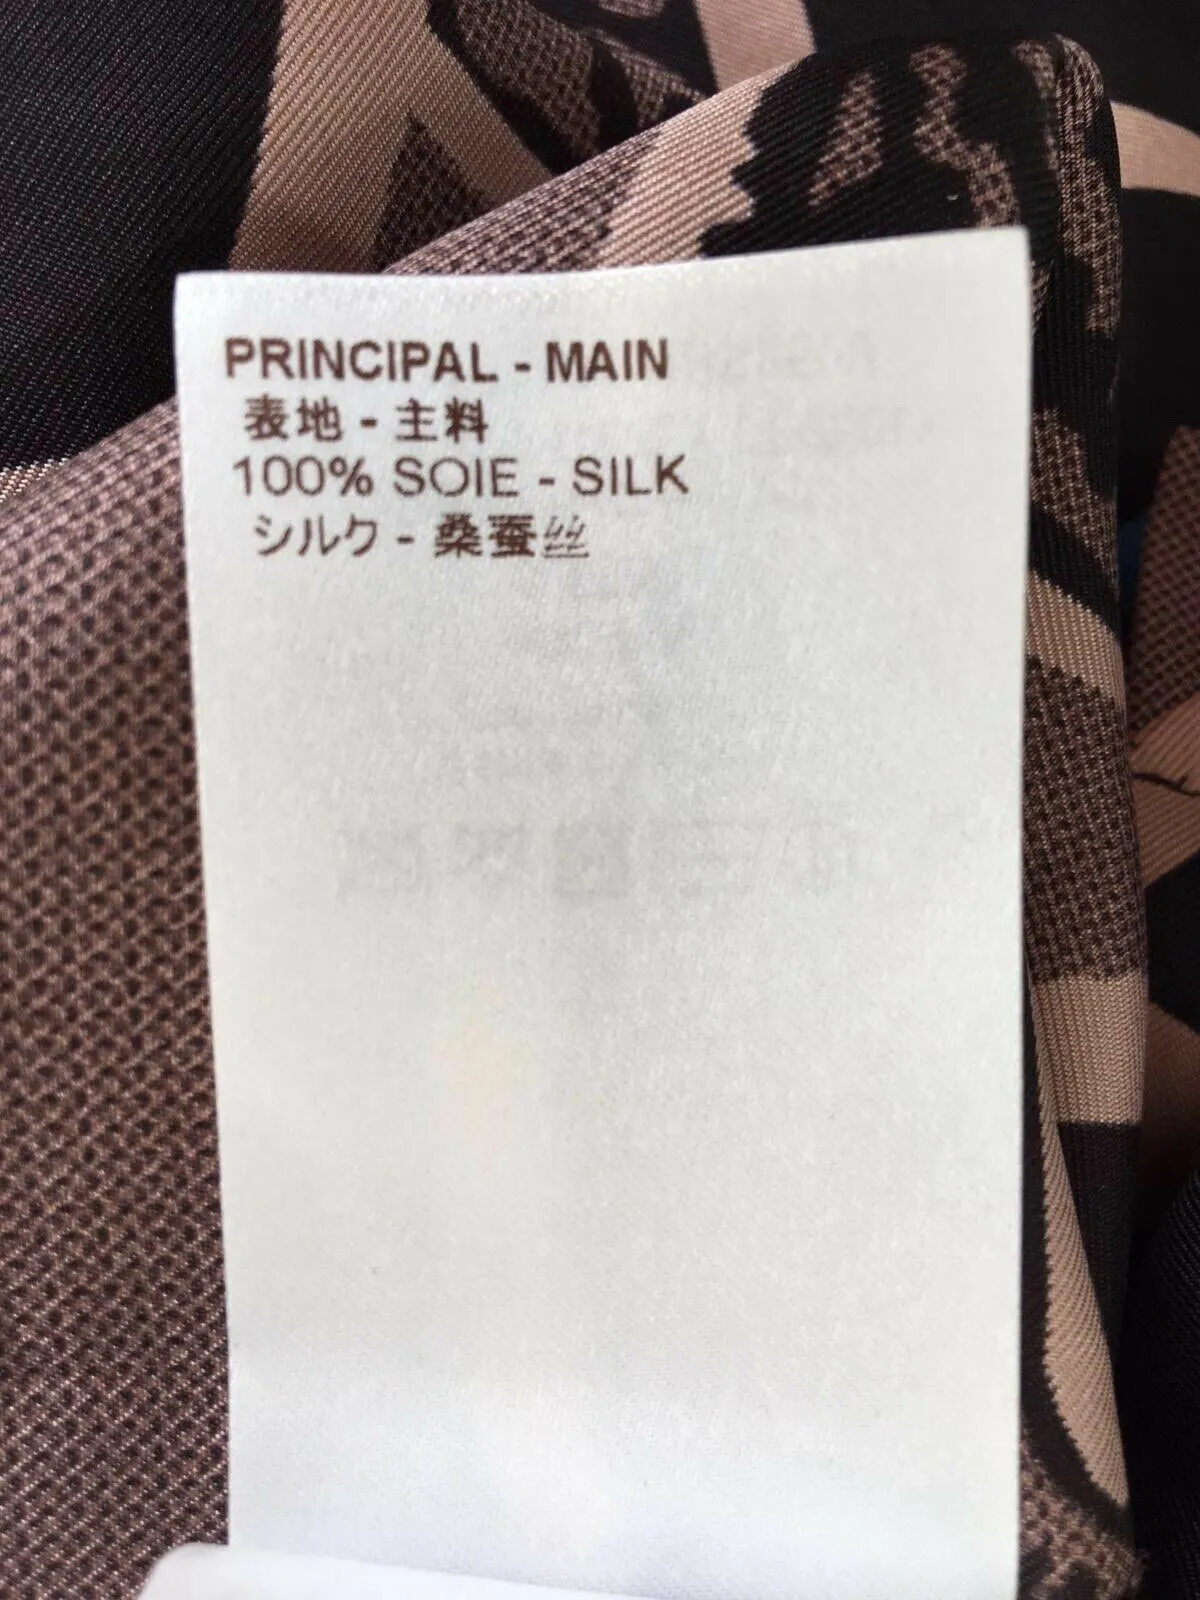 PRINCIPAL - MAIN
表地 - 主料
100% SOIE - SILK
シルク - 桑蚕丝